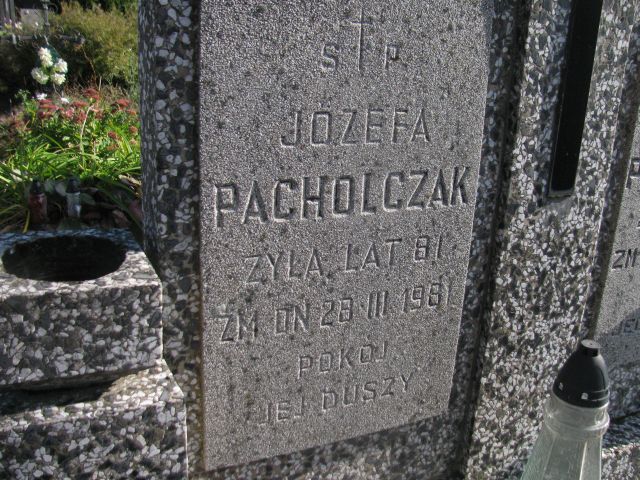 S P
JÓZEFA
PACHOLCZAK
ŻYŁA LAT 81
ZM DN 28 III 1981
POKÓJ
JEJ DUSZY